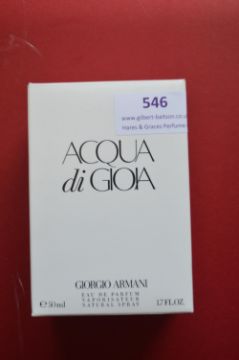 546
www.gilbert-baitson.co.uk
Hares & Graces Perfume
ACQUA
di GIOIA
GIORGIO ARMANI
EAU DE PARFUM
VAPORISATEUR
NATURAL SPRAY
℮50ml
1.7 FL.OZ.